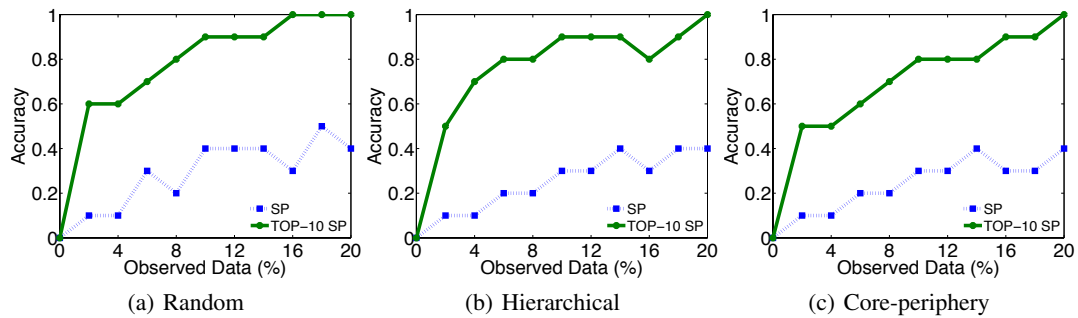 Accuracy
1
0.8
0.6
0.4
0.2
0
0 4 8 12 16 20
Observed Data (%)
SP
TOP−10 SP
(a) Random
Accuracy
1
0.8
0.6
0.4
0.2
0
0 4 8 12 16 20
Observed Data (%)
SP
TOP−10 SP
(b) Hierarchical
Accuracy
1
0.8
0.6
0.4
0.2
0
0 4 8 12 16 20
Observed Data (%)
SP
TOP−10 SP
(c) Core-periphery